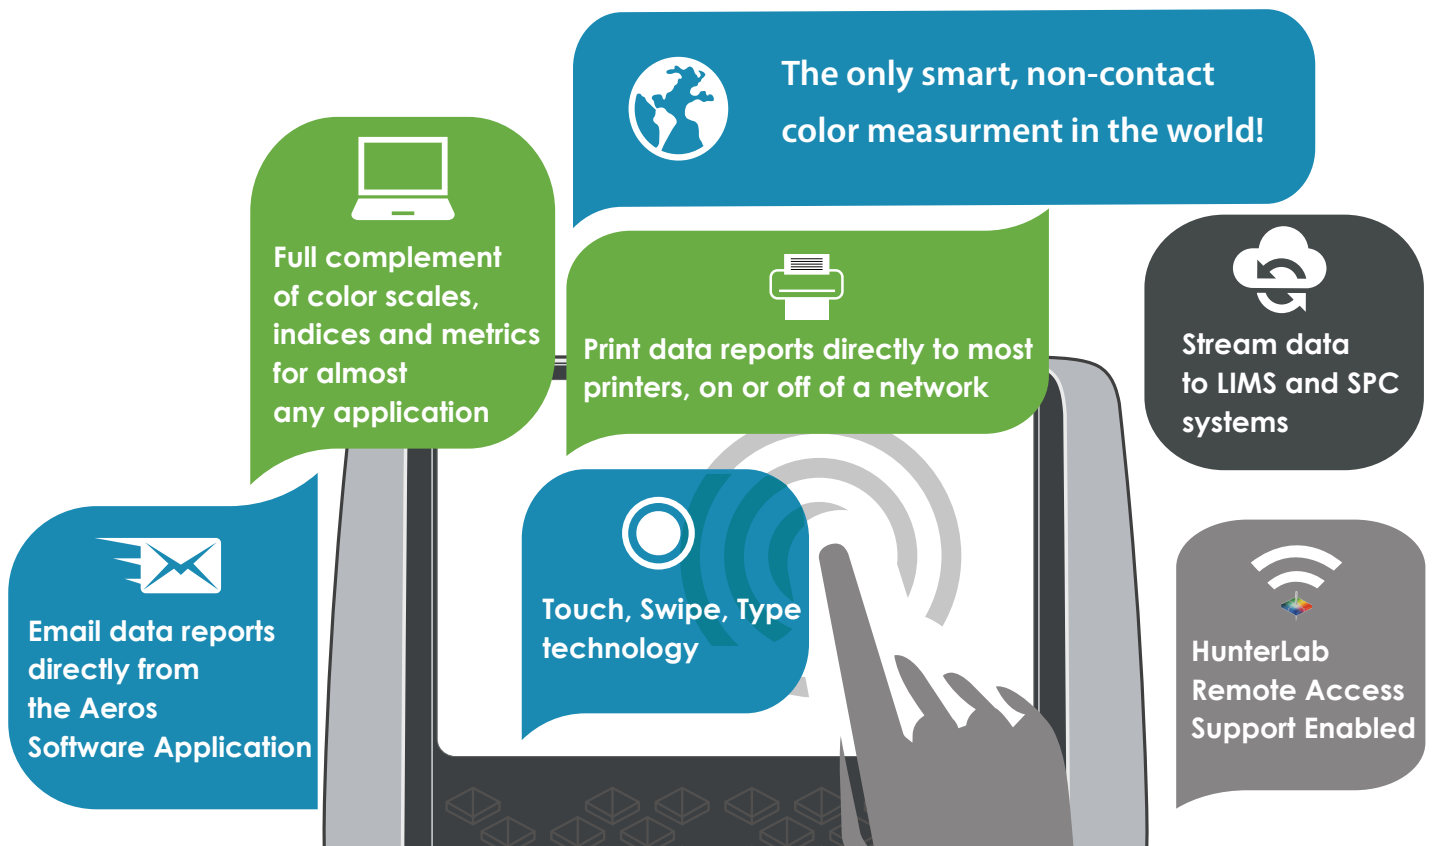 The only smart, non-contact
color measurment in the world!
Full complement
of color scales,
indices and metrics
for almost
any application
Print data reports directly to most
printers, on or off of a network
Stream data
to LIMS and SPC
systems
Email data reports
directly from
the Aeros
Software Application
Touch, Swipe, Type
technology
HunterLab
Remote Access
Support Enabled